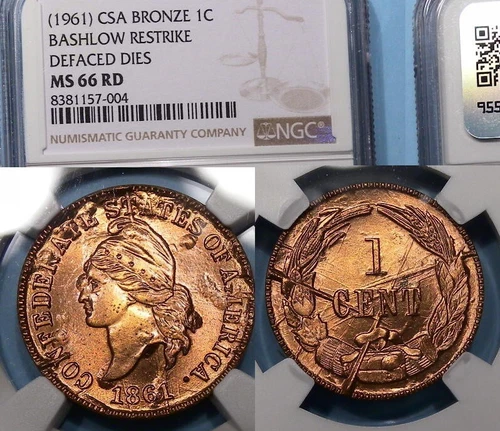 (1961) CSA BRONZE 1C
BASHLOW RESTRIKE
DEFACED DIES
MS 66 RD
8381157-004
NUMISMATIC GUARANTY COMPANY
NGC
955
CONFEDERATE STATES OF AMERICA.
1861
1
CENT